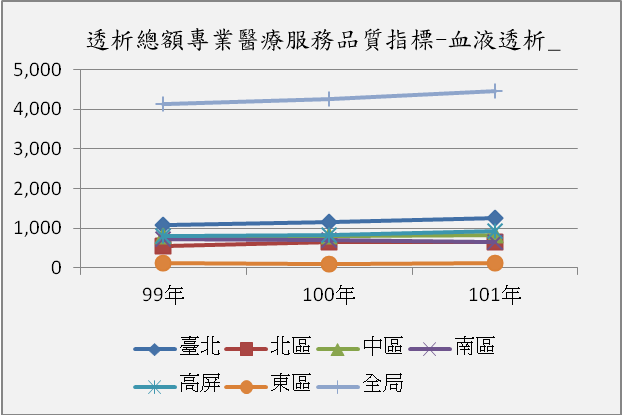 透析總額專業醫療服務品質指標-血液透析_
5,000
4,000
3,000
2,000
1,000
0
99年 100年 101年
臺北 北區 中區 南區
高屏 東區 全局